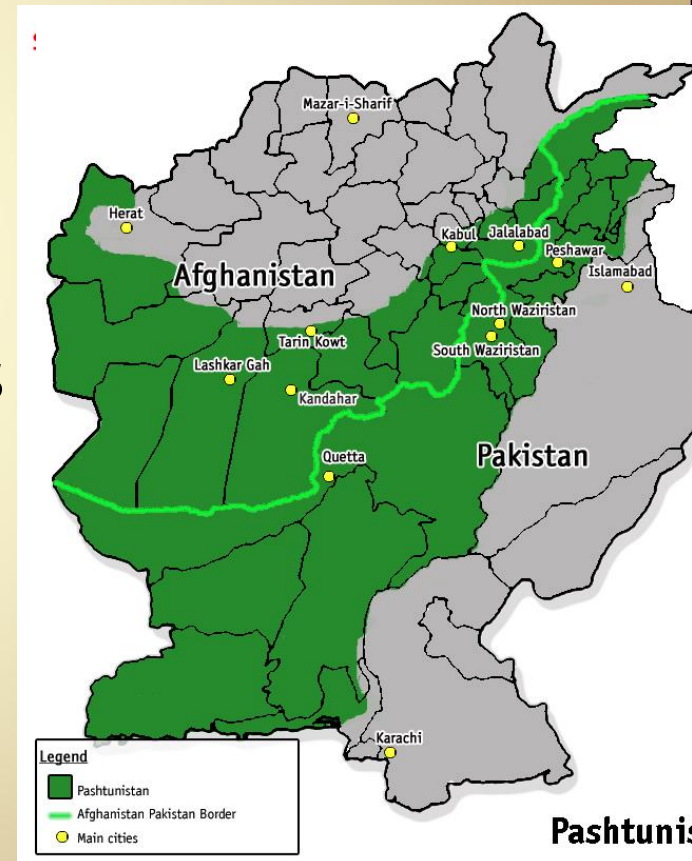 Mazar-i-Sharif
Herat
Kabul
Jalalabad
Peshawar
Afghanistan
Islamabad
North Waziristan
Tarin Kowt
South Waziristan
Lashkar Gah
Kandahar
Pakistan
Quetta
Karachi
Legend
Pashtunistan
Afghanistan Pakistan Border
Main cities
Pashtunis